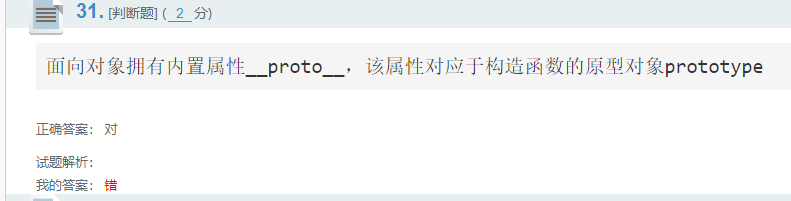 31. [判断题] ( 2 分)
面向对象拥有内置属性__proto__，该属性对应于构造函数的原型对象prototype
正确答案： 对
试题解析：
我的答案： 错